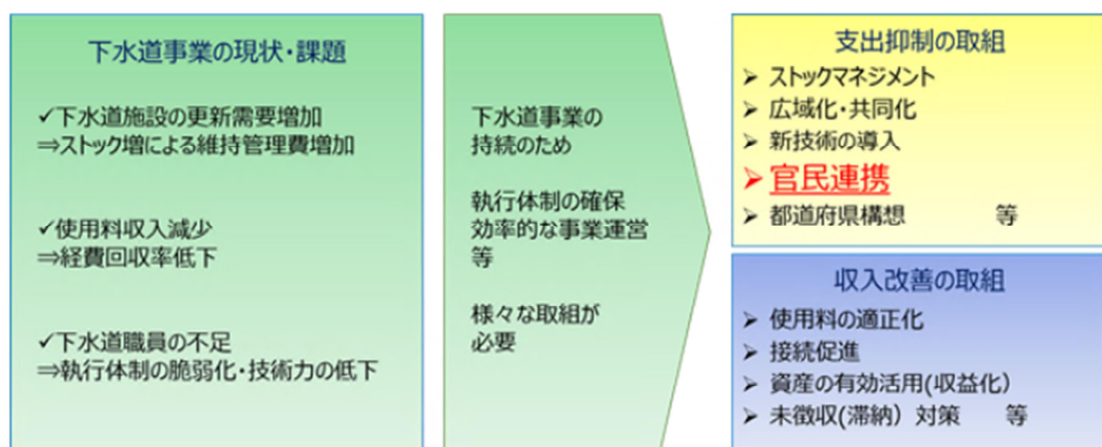 下水道事業の現状・課題
✓下水道施設の更新需要増加
⇒ストック増による維持管理費増加
✓使用料収入減少
⇒経費回収率低下
✓下水道職員の不足
⇒執行体制の脆弱化・技術力の低下
下水道事業の
持続のため
執行体制の確保
効率的な事業運営
等
様々な取組が
必要
支出抑制の取組
➢ ストックマネジメント
➢ 広域化・共同化
➢ 新技術の導入
➢ 官民連携
➢ 都道府県構想 等
収入改善の取組
➢ 使用料の適正化
➢ 接続促進
➢ 資産の有効活用(収益化）
➢ 未徴収(滞納）対策 等